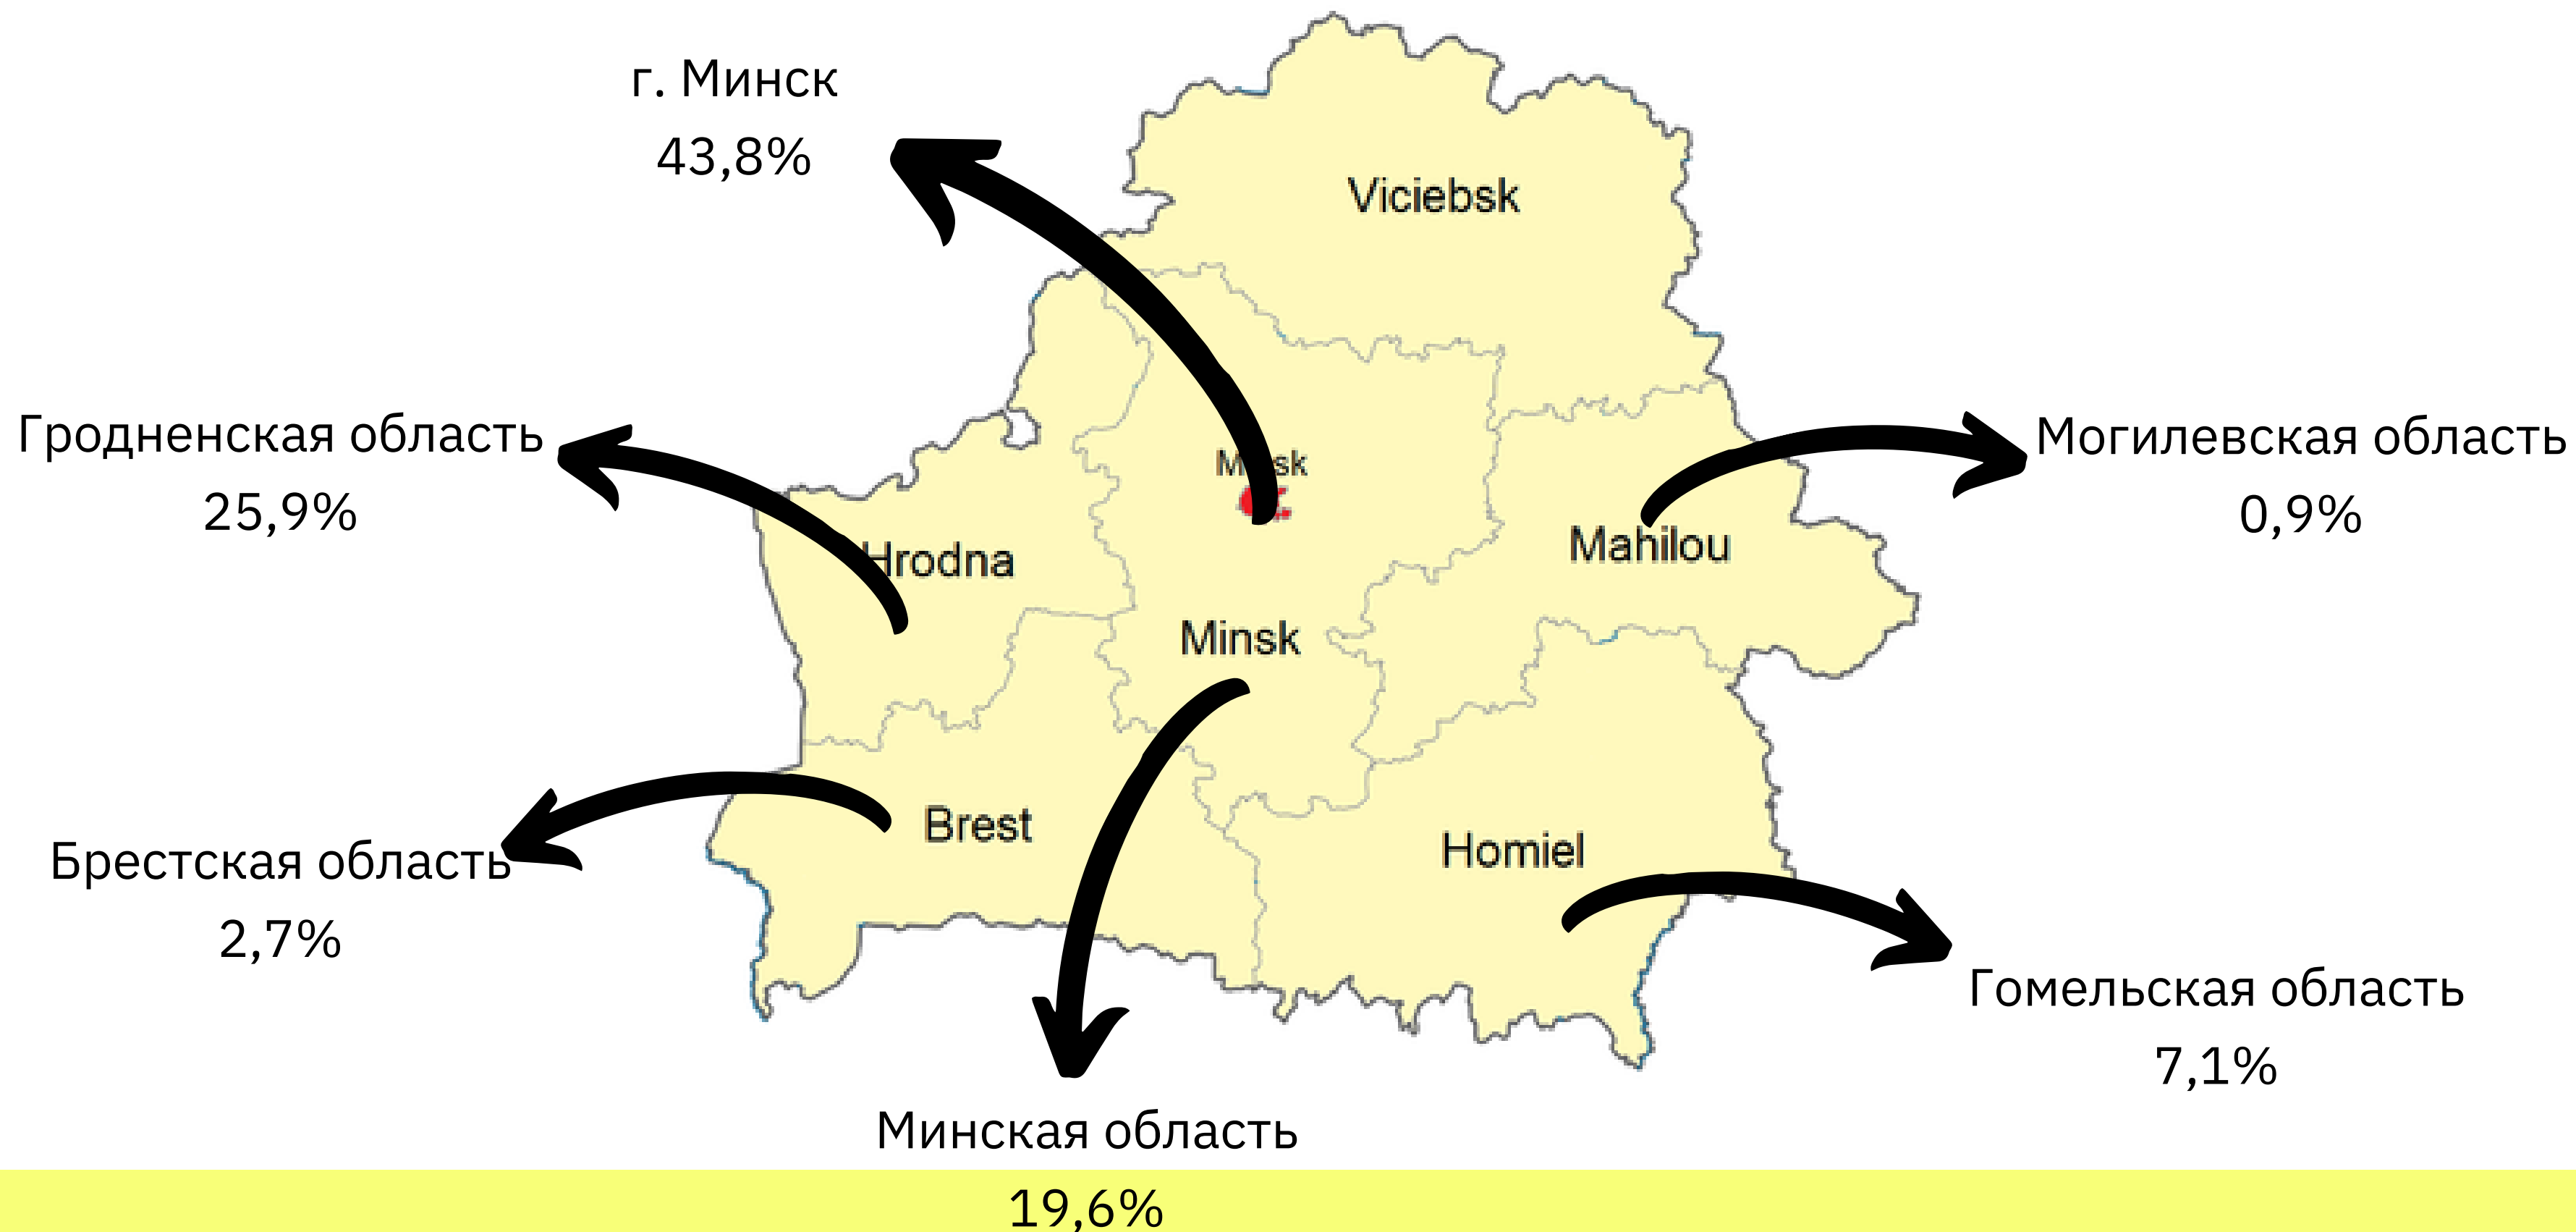 г. Минск
43,8%
Viciebsk
Гродненская область
25,9%
Могилевская область
0,9%
Hrodna
Mahilou
Minsk
Brest
Homiel
Брестская область
2,7%
Гомельская область
7,1%
Минская область
19,6%